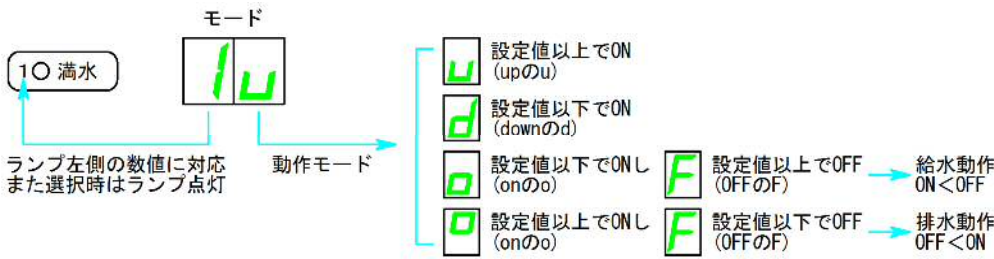 モード
1○ 満水
1u
ランプ左側の数値に対応
また選択時はランプ点灯
動作モード
u 設定値以上でON
(upのu)
d 設定値以下でON
(downのd)
o 設定値以下でONし
(onのo)
F 設定値以上でOFF
(OFFのF)
給水動作
ON<OFF
o 設定値以上でONし
(onのo)
F 設定値以下でOFF
(OFFのF)
排水動作
OFF<ON